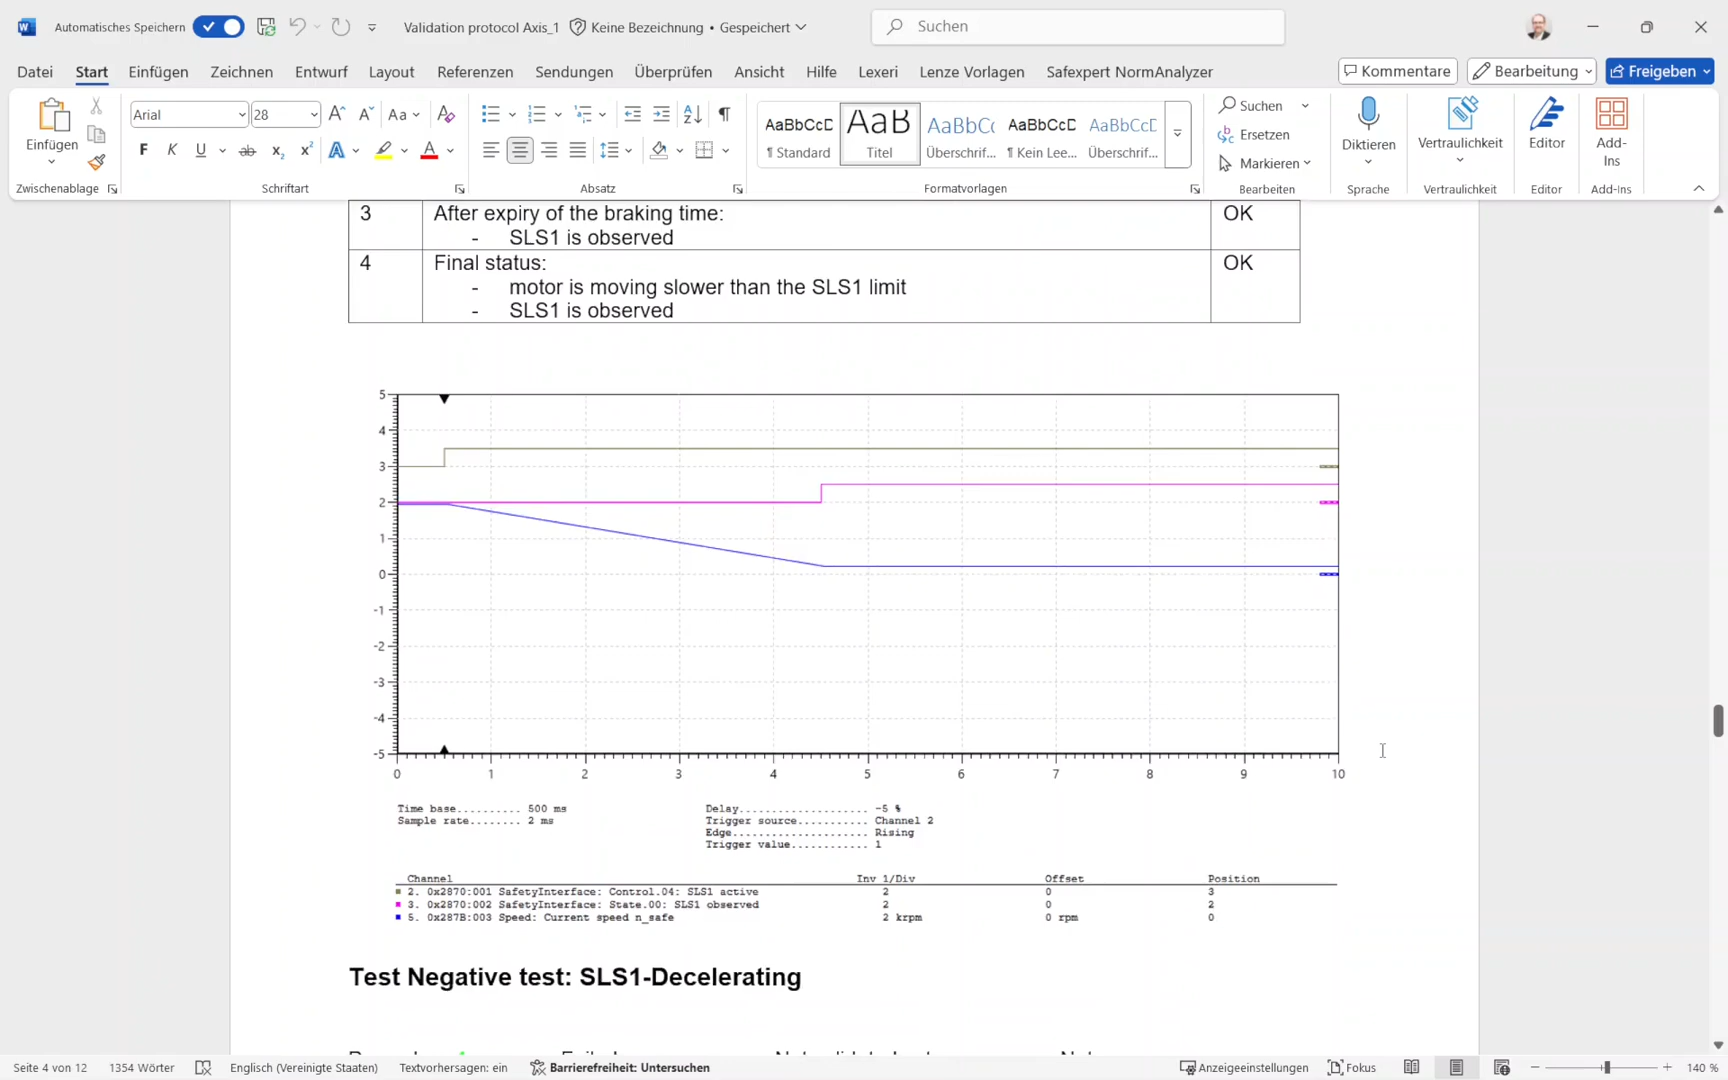 Automatisches Speichern
Validation protocol Axis_1
Keine Bezeichnung • Gespeichert
Suchen
Datei Start Einfügen Zeichnen Entwurf Layout Referenzen Sendungen Überprüfen Ansicht Hilfe Lexeri Lenze Vorlagen Safexpert NormAnalyzer
Kommentare
Bearbeitung
Freigeben
Einfügen
Zwischenablage
Arial 28
Aa
F K U ab x₂ x² A A
Schriftart
Absatz
AaBbCcD
¶ Standard
AaB
Titel
AaBbCc
Überschrif...
AaBbCcD
¶ Kein Lee...
AaBbCcD
Überschrif...
Formatvorlagen
Suchen
Ersetzen
Markieren
Bearbeiten
Diktieren
Sprache
Vertraulichkeit
Vertraulichkeit
Editor
Editor
Add-
Ins
Add-Ins
3 After expiry of the braking time: OK
- SLS1 is observed
4 Final status: OK
- motor is moving slower than the SLS1 limit
- SLS1 is observed
5
4
3
2
1
0
-1
-2
-3
-4
-5
0 1 2 3 4 5 6 7 8 9 10
Time base.......... 500 ms
Sample rate........ 2 ms
Delay.................... -5 %
Trigger source........... Channel 2
Edge..................... Rising
Trigger value............ 1
Channel Inv 1/Div Offset Position
2. 0x2870:001 SafetyInterface: Control.04: SLS1 active 2 0 3
3. 0x2870:002 SafetyInterface: State.00: SLS1 observed 2 0 2
5. 0x287B:003 Speed: Current speed n_safe 2 krpm 0 rpm 0
Test Negative test: SLS1-Decelerating
Seite 4 von 12 1354 Wörter Englisch (Vereinigte Staaten) Textvorhersagen: ein Barrierefreiheit: Untersuchen Anzeigeeinstellungen Fokus 140 %